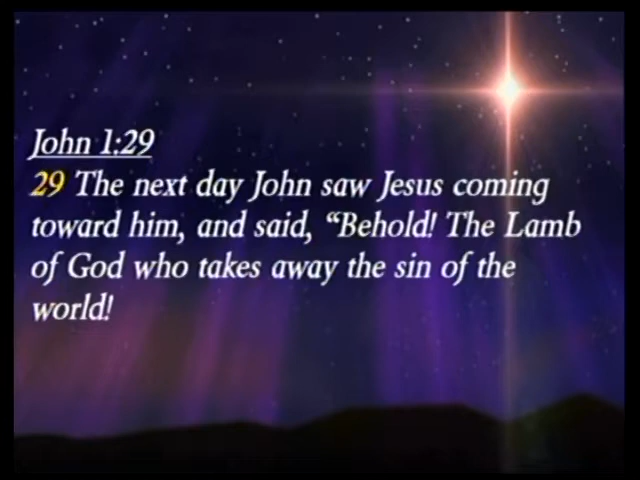 John 1:29
29 The next day John saw Jesus coming
toward him, and said, “Behold! The Lamb
of God who takes away the sin of the
world!